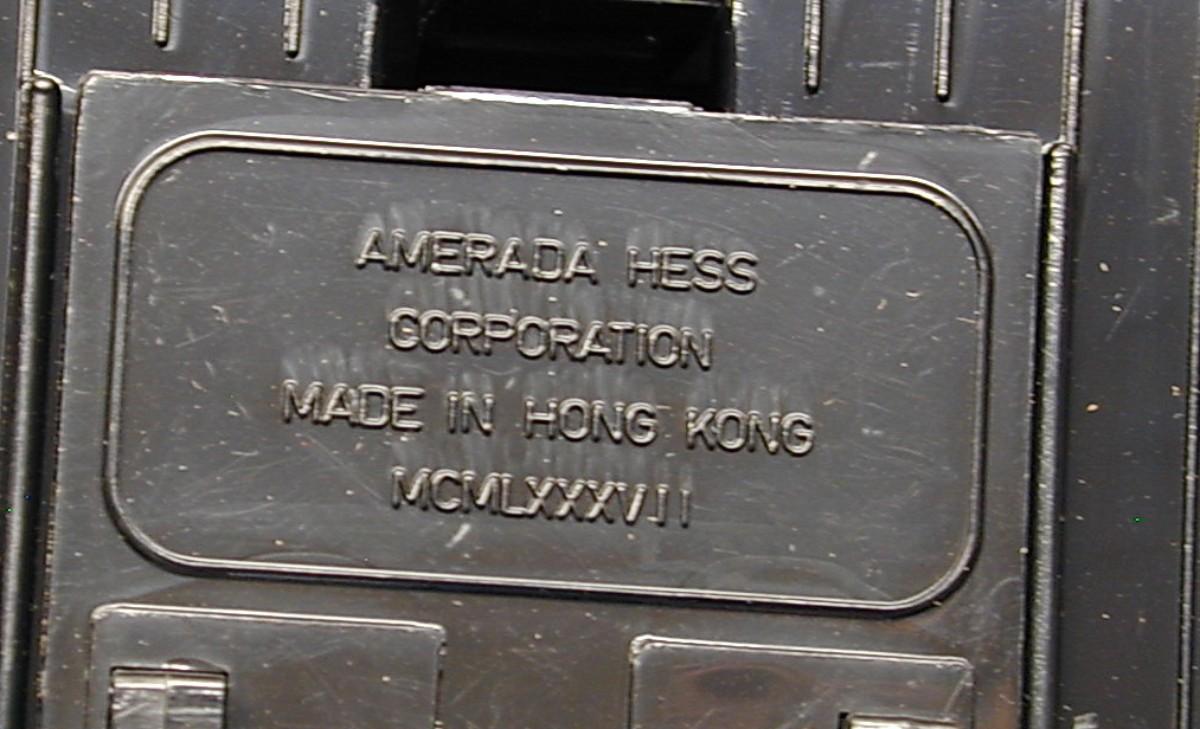 AMERADA HESS
CORPORATION
MADE IN HONG KONG
MCMLXXXVII